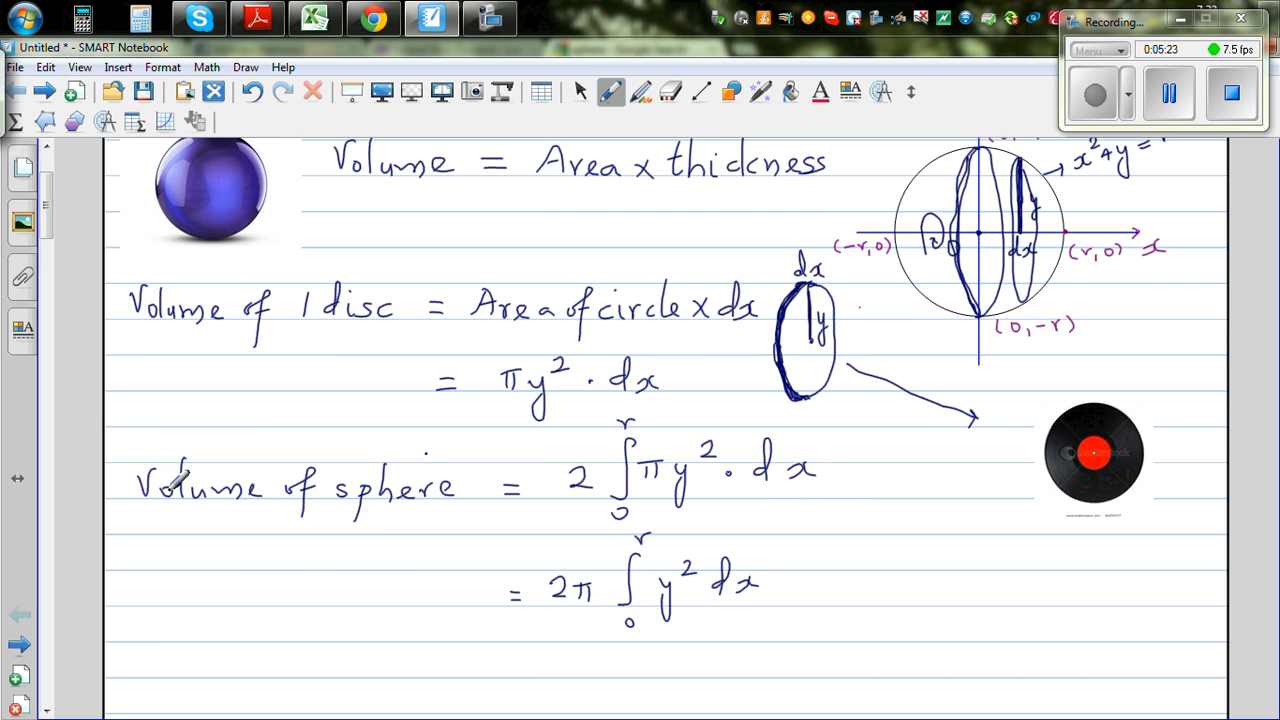 Recording...
Menu
0:05:23
7.5 fps
Untitled * - SMART Notebook
File Edit View Insert Format Math Draw Help
Volume = Area x thickness
x² + y =
y
dx
(-r,0)
(r,0)
x
(0,-r)
dx
y
Volume of 1 disc = Area of circle x dx
= πy² . dx
Volume of sphere = 2 ∫₀ʳ πy² . dx
= 2π ∫₀ʳ y² dx